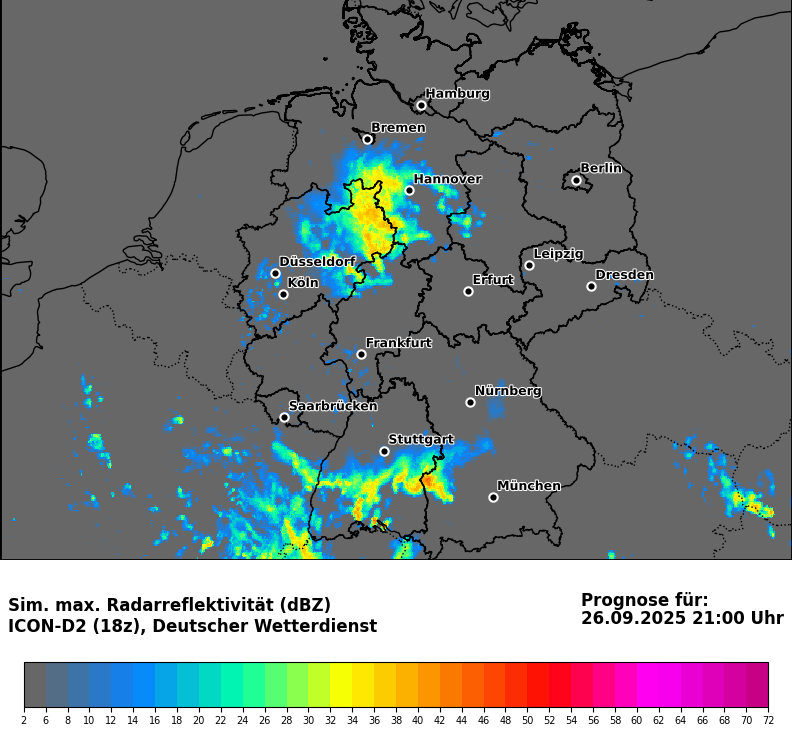 Hamburg
Bremen
Berlin
Hannover
Leipzig
Düsseldorf
Dresden
Erfurt
Köln
Frankfurt
Nürnberg
Saarbrücken
Stuttgart
München
Sim. max. Radarreflektivität (dBZ)
ICON-D2 (18z), Deutscher Wetterdienst
Prognose für:
26.09.2025 21:00 Uhr
2 6 8 10 12 14 16 18 20 22 24 26 28 30 32 34 36 38 40 42 44 46 48 50 52 54 56 58 60 62 64 66 68 70 72